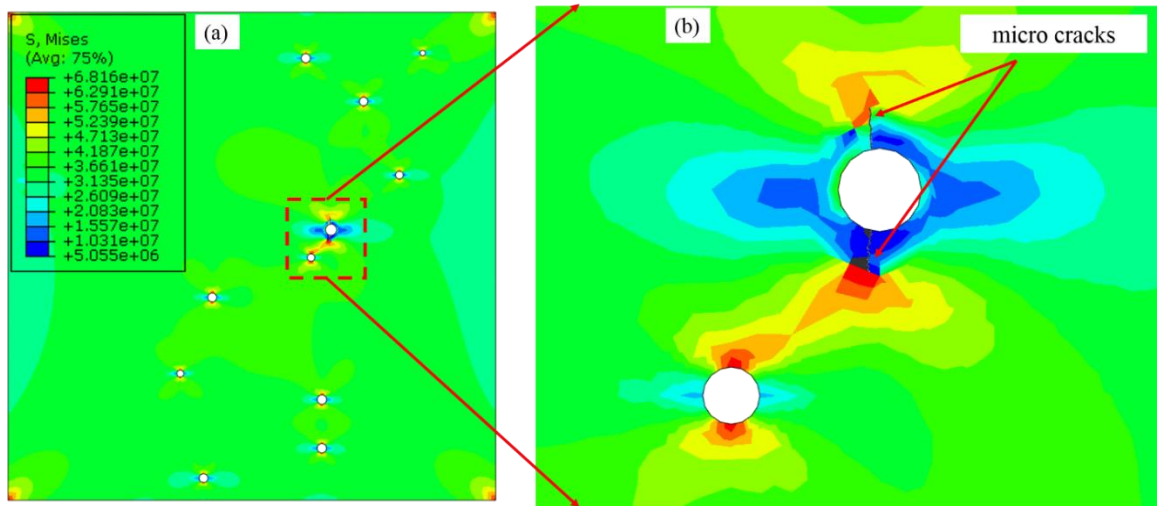 (a)
S, Mises
(Avg: 75%)
+6.816e+07
+6.291e+07
+5.765e+07
+5.239e+07
+4.713e+07
+4.187e+07
+3.661e+07
+3.135e+07
+2.609e+07
+2.083e+07
+1.557e+07
+1.031e+07
+5.055e+06
(b)
micro cracks